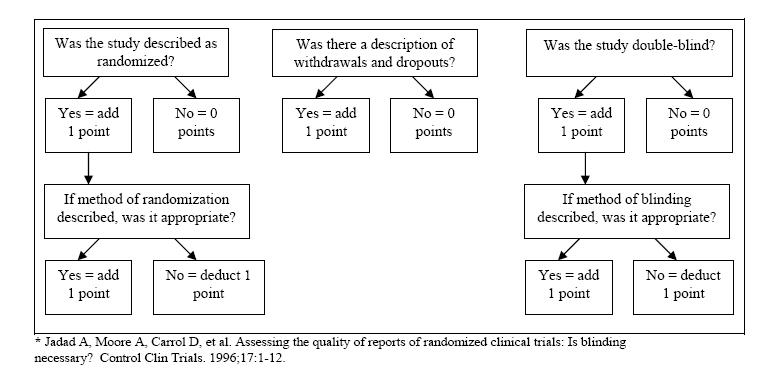 Was the study described as
randomized?
Yes = add
1 point
No = 0
points
If method of randomization
described, was it appropriate?
Yes = add
1 point
No = deduct 1
point
Was there a description of
withdrawals and dropouts?
Yes = add
1 point
No = 0
points
Was the study double-blind?
Yes = add
1 point
No = 0
points
If method of blinding
described, was it appropriate?
Yes = add
1 point
No = deduct
1 point
* Jadad A, Moore A, Carrol D, et al. Assessing the quality of reports of randomized clinical trials: Is blinding
necessary?  Control Clin Trials. 1996;17:1-12.